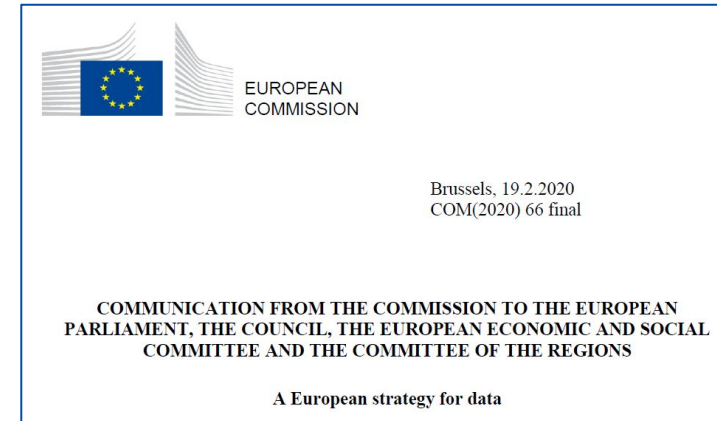 EUROPEAN
COMMISSION
Brussels, 19.2.2020
COM(2020) 66 final
COMMUNICATION FROM THE COMMISSION TO THE EUROPEAN
PARLIAMENT, THE COUNCIL, THE EUROPEAN ECONOMIC AND SOCIAL
COMMITTEE AND THE COMMITTEE OF THE REGIONS
A European strategy for data